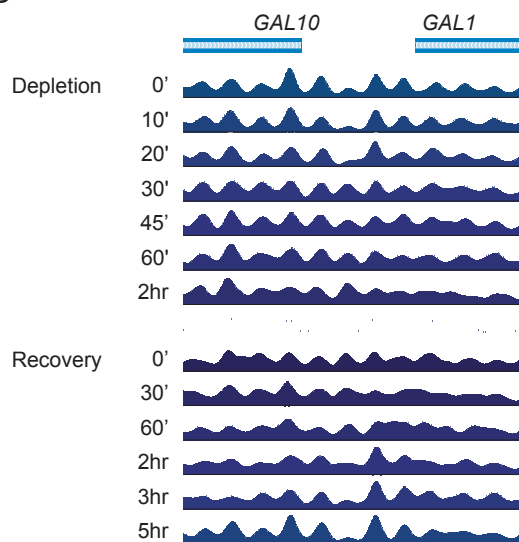 GAL10 GAL1
Depletion 0’
10'
20'
30'
45’
60'
2hr
Recovery 0’
30’
60’
2hr
3hr
5hr